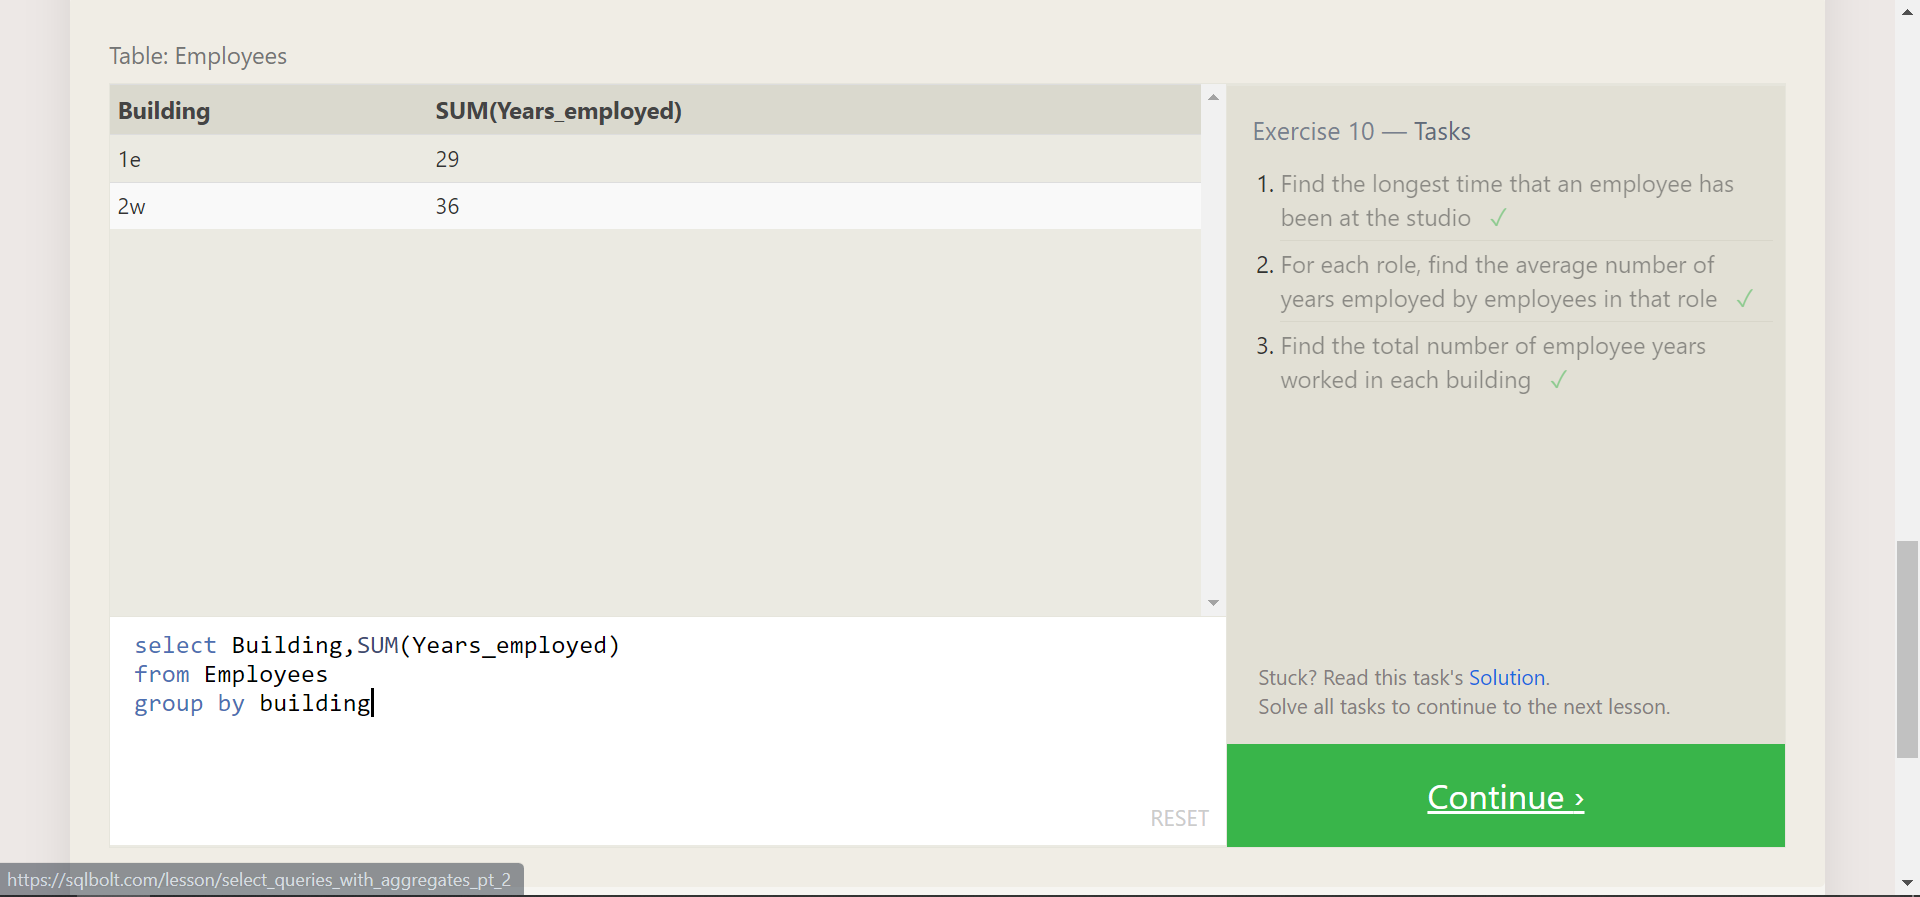 Table: Employees
Building SUM(Years_employed)
1e 29
2w 36
select Building,SUM(Years_employed)
from Employees
group by building
RESET
Exercise 10 — Tasks
1. Find the longest time that an employee has
been at the studio ✓
2. For each role, find the average number of
years employed by employees in that role ✓
3. Find the total number of employee years
worked in each building ✓
Stuck? Read this task's Solution.
Solve all tasks to continue to the next lesson.
Continue ›
https://sqlbolt.com/lesson/select_queries_with_aggregates_pt_2